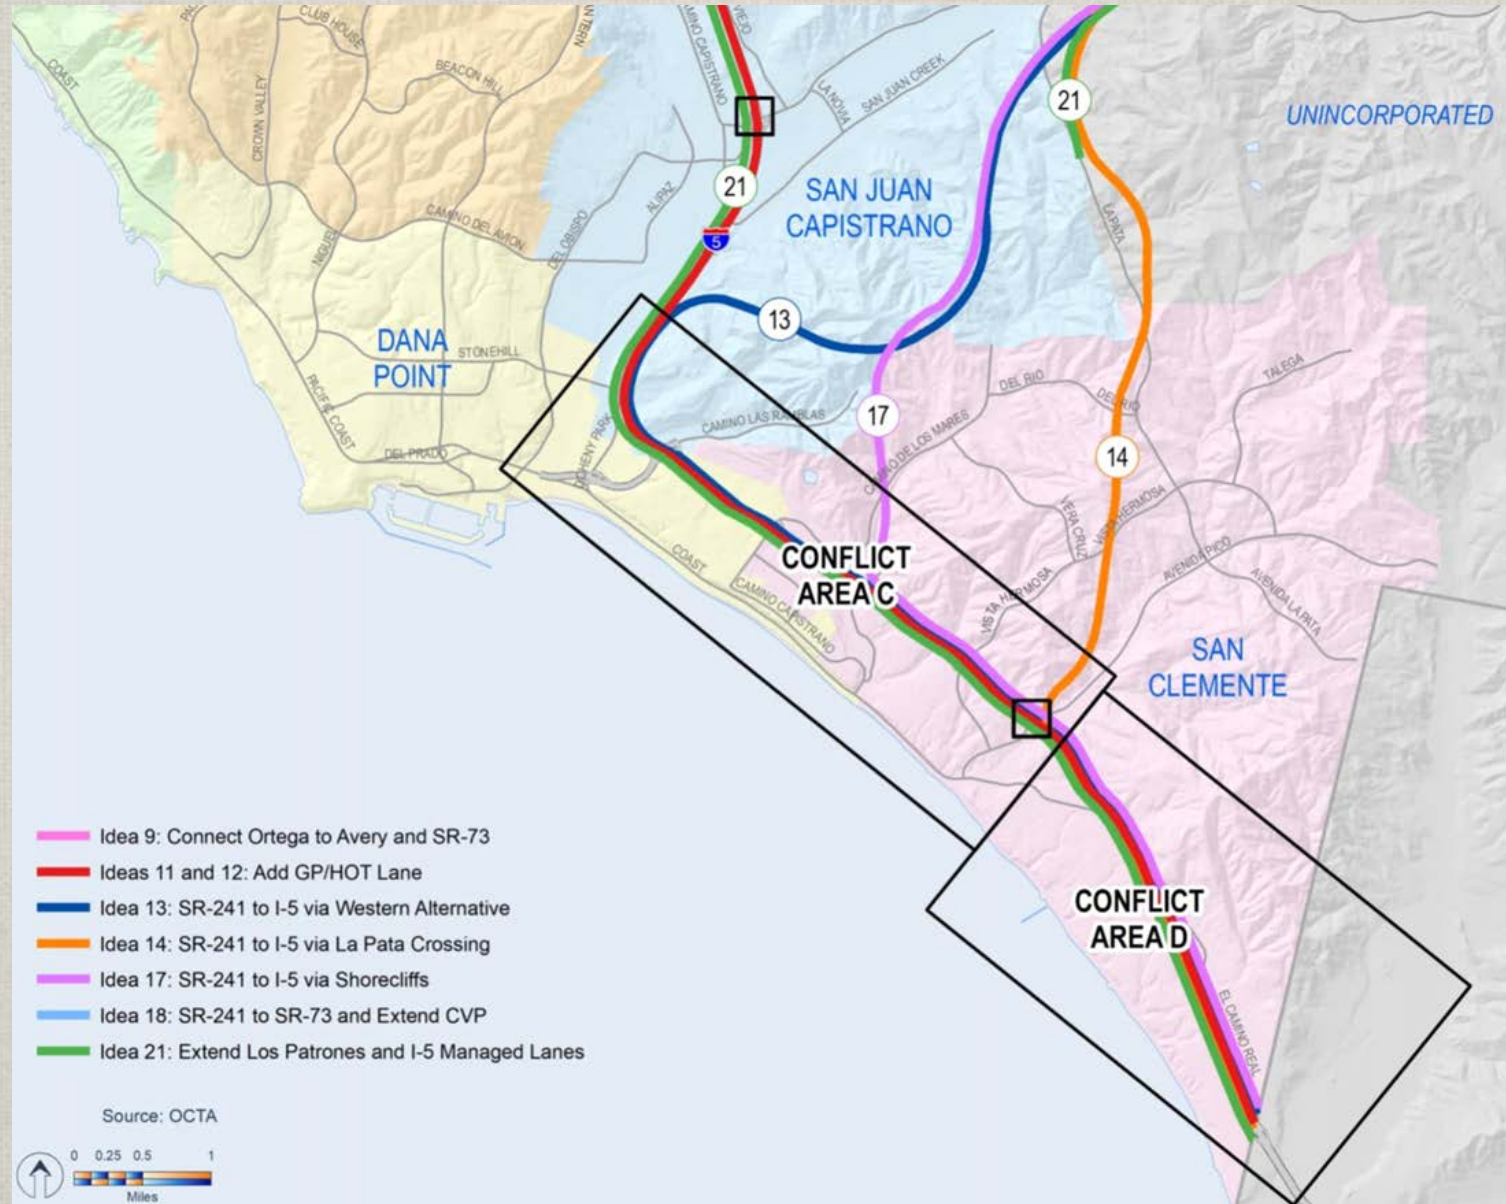 CLUB HOUSE
COAST
CROWN VALLEY
BEACON HILL
CAMINO CAPISTRANO
VIEJO
LA NOVIA
SAN JUAN CREEK
21
UNINCORPORATED
21
5
SAN JUAN
CAPISTRANO
ALIPAZ
DEL OBISPO
CAMINO DEL AVION
NIGUEL
LA PATA
13
DANA
POINT
STONEHILL
PACIFIC COAST
DEL PRADO
DOHENY PARK
CAMINO LAS RAMBLAS
17
CAMINO DE LOS MARES
DEL RIO
DEL RIO
TALEGA
14
VERA CRUZ
VISTA HERMOSA
AVENIDA PICO
AVENIDA LA PATA
VISTA HERMOSA
COAST
CAMINO CAPISTRANO
CONFLICT
AREA C
SAN
CLEMENTE
CONFLICT
AREA D
EL CAMINO REAL
Idea 9: Connect Ortega to Avery and SR-73
Ideas 11 and 12: Add GP/HOT Lane
Idea 13: SR-241 to I-5 via Western Alternative
Idea 14: SR-241 to I-5 via La Pata Crossing
Idea 17: SR-241 to I-5 via Shorecliffs
Idea 18: SR-241 to SR-73 and Extend CVP
Idea 21: Extend Los Patrones and I-5 Managed Lanes
Source: OCTA
0 0.25 0.5 1
Miles